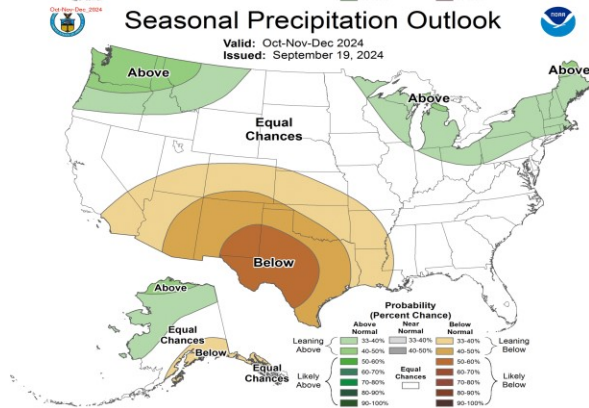 Oct-Nov-Dec 2024
Seasonal Precipitation Outlook
Valid: Oct-Nov-Dec 2024
Issued: September 19, 2024
Above
Above
Above
Equal
Chances
Below
Above
Equal
Chances
Below
Equal
Chances
Probability
(Percent Chance)
Above
Normal
Near
Normal
Below
Normal
Leaning
Above
33-40%
33-40%
33-40%
Leaning
Below
40-50%
40-50%
40-50%
Likely
Above
50-60%
50-60%
Likely
Below
60-70%
60-70%
Equal
Chances
70-80%
70-80%
80-90%
80-90%
90-100%
90-100%